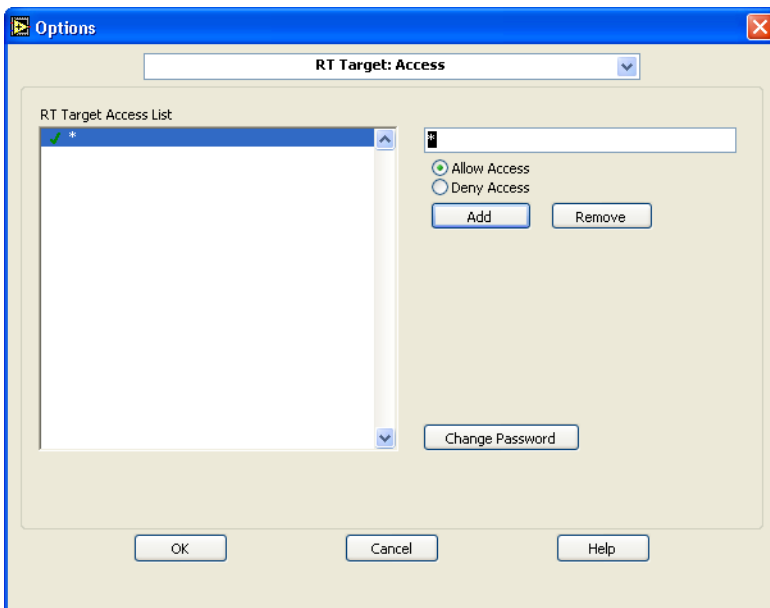 Options
RT Target: Access
RT Target Access List
*
*
Allow Access
Deny Access
Add Remove
Change Password
OK Cancel Help